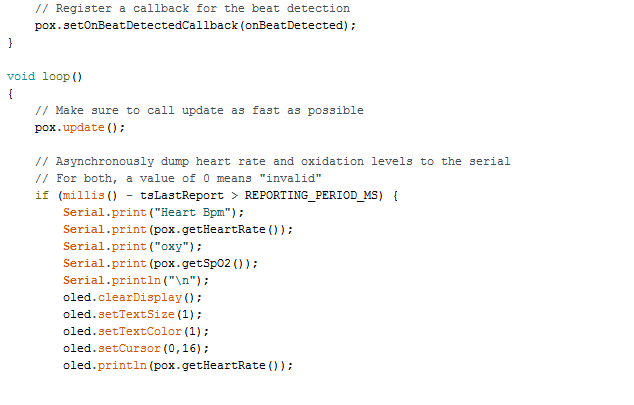 // Register a callback for the beat detection
pox.setOnBeatDetectedCallback(onBeatDetected);
}
void loop()
{
// Make sure to call update as fast as possible
pox.update();
// Asynchronously dump heart rate and oxidation levels to the serial
// For both, a value of 0 means "invalid"
if (millis() - tsLastReport > REPORTING_PERIOD_MS) {
Serial.print("Heart Bpm");
Serial.print(pox.getHeartRate());
Serial.print("oxy");
Serial.print(pox.getSpO2());
Serial.println("\n");
oled.clearDisplay();
oled.setTextSize(1);
oled.setTextColor(1);
oled.setCursor(0,16);
oled.println(pox.getHeartRate());